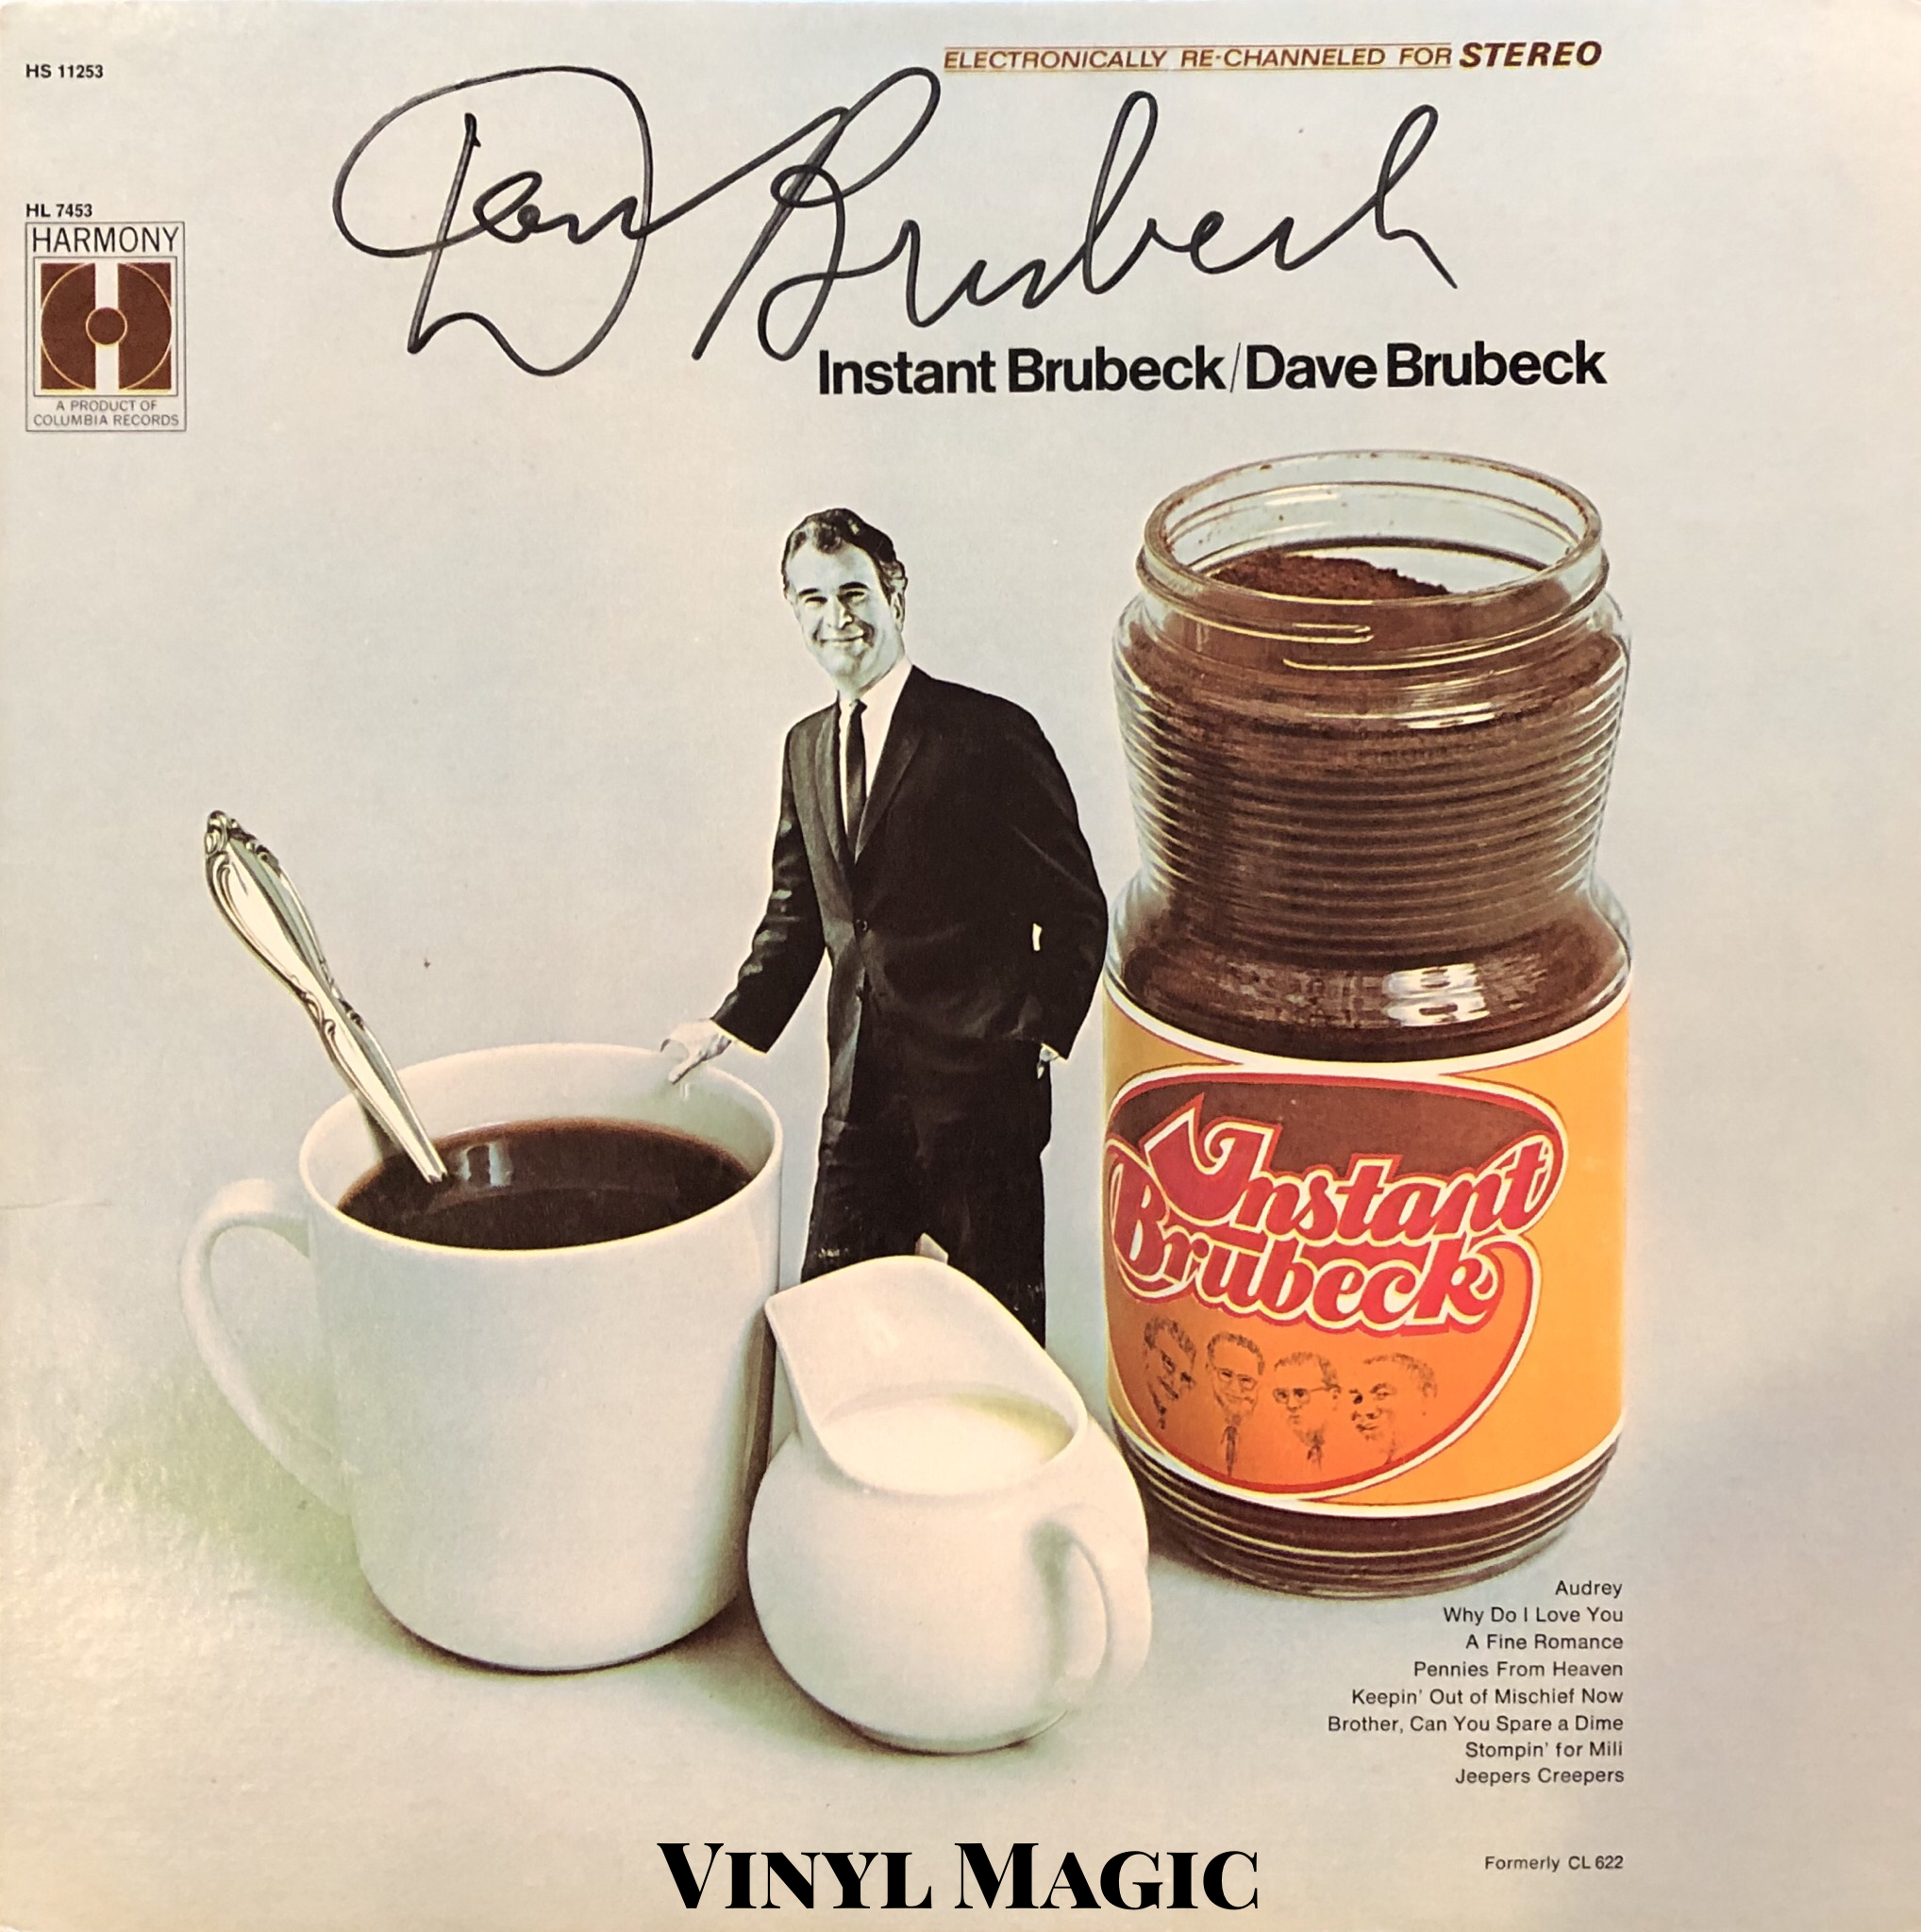 HS 11253
ELECTRONICALLY RE-CHANNELED FOR STEREO
Dave Brubeck
HL 7453
HARMONY
A PRODUCT OF
COLUMBIA RECORDS
Instant Brubeck/Dave Brubeck
Instant
Brubeck
Audrey
Why Do I Love You
A Fine Romance
Pennies From Heaven
Keepin' Out of Mischief Now
Brother, Can You Spare a Dime
Stompin' for Mili
Jeepers Creepers
Formerly CL 622
VINYL MAGIC